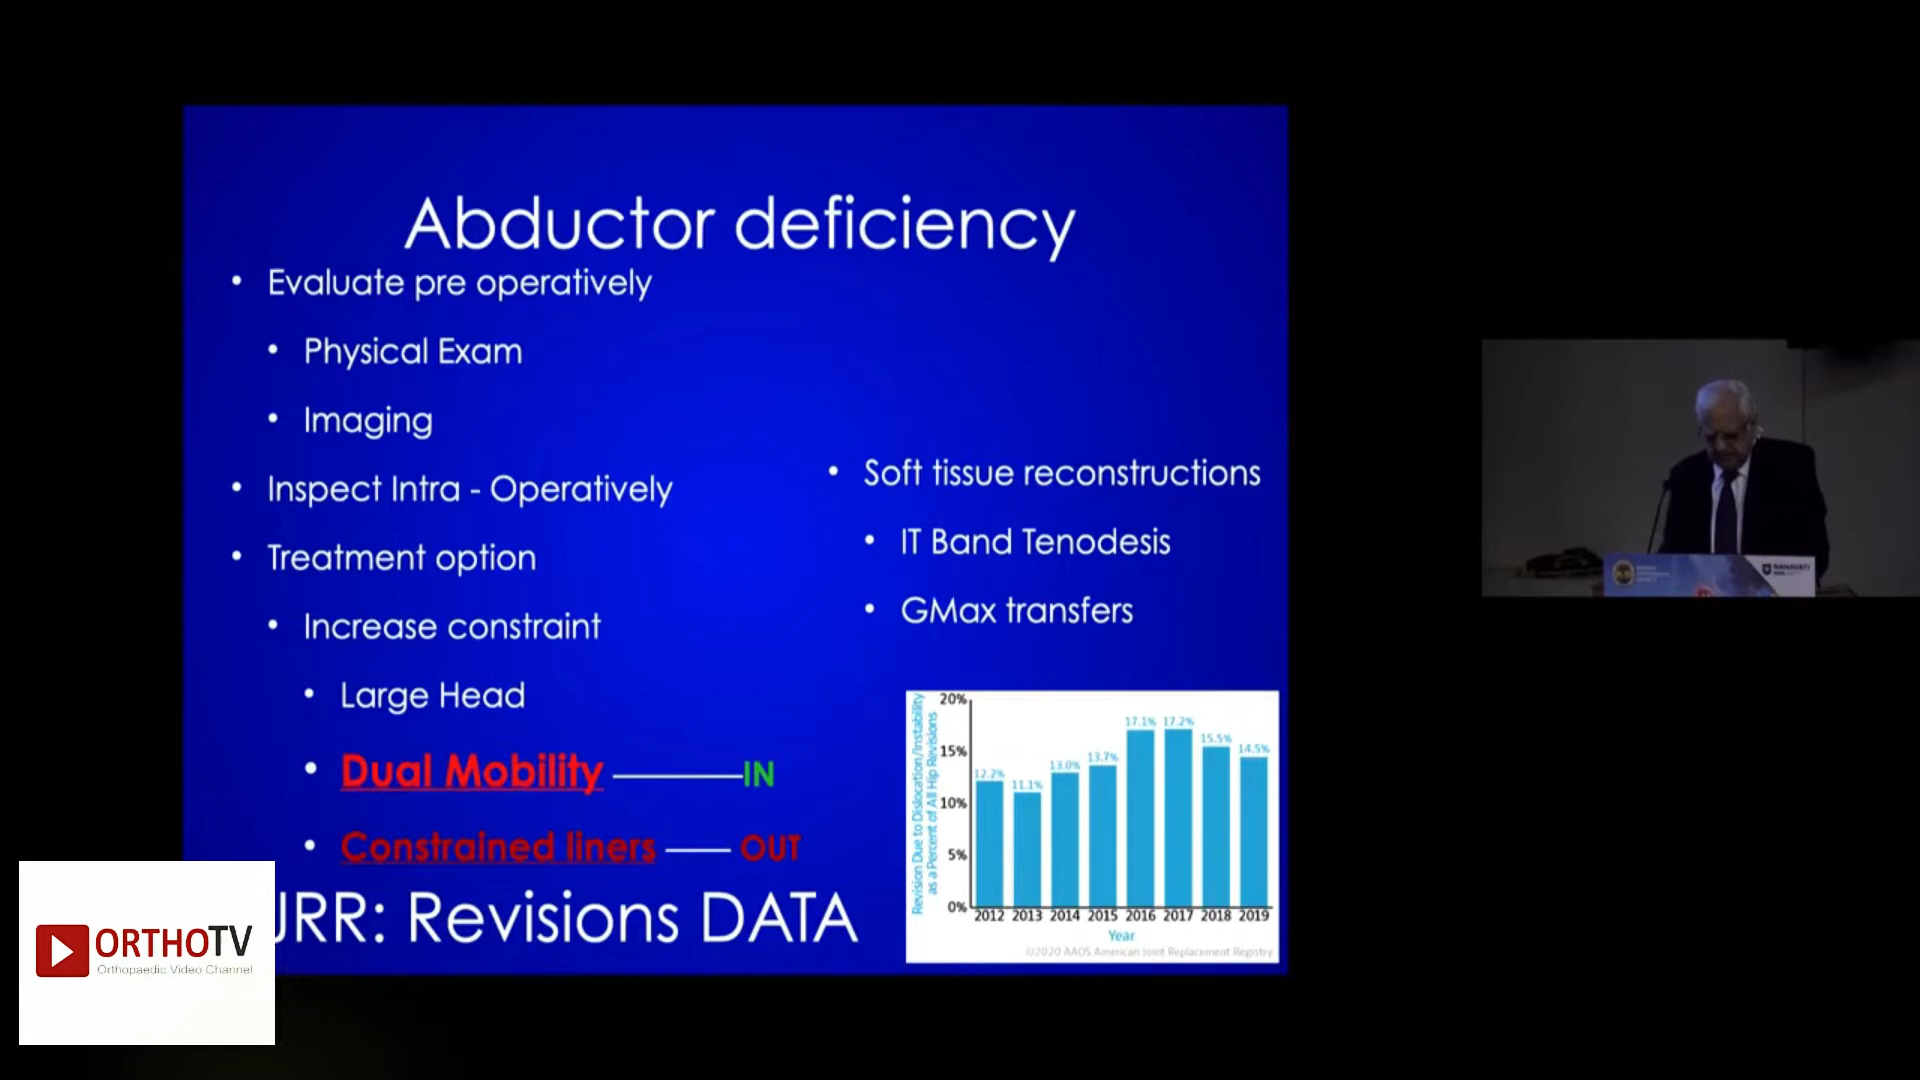 Abductor deficiency
• Evaluate pre operatively
• Physical Exam
• Imaging
• Inspect Intra - Operatively
• Treatment option
• Increase constraint
• Large Head
• Dual Mobility IN
• Constrained liners OUT
• Soft tissue reconstructions
• IT Band Tenodesis
• GMax transfers
JRR: Revisions DATA
Revision Due to Dislocation/Instability
as a Percent of All Hip Revisions
20%
15%
10%
5%
0%
12.2% 11.1% 13.0% 13.7% 17.1% 17.2% 15.5% 14.5%
2012 2013 2014 2015 2016 2017 2018 2019
Year
©2020 AAOS American Joint Replacement Registry
ORTHOTV
Orthopaedic Video Channel
NANAVATI